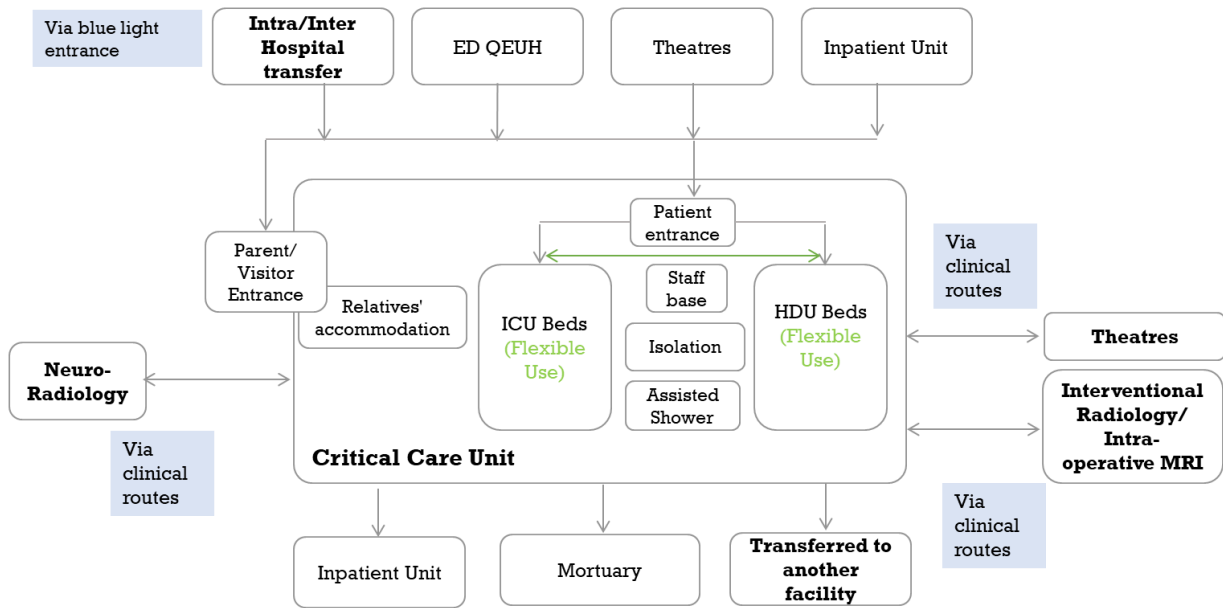 Via blue light
entrance
Intra/Inter
Hospital
transfer
ED QEUH
Theatres
Inpatient Unit
Patient
entrance
Parent/
Visitor
Entrance
Relatives'
accommodation
ICU Beds
(Flexible
Use)
Staff
base
Isolation
Assisted
Shower
HDU Beds
(Flexible
Use)
Via
clinical
routes
Theatres
Neuro-
Radiology
Interventional
Radiology/
Intra-
operative MRI
Via
clinical
routes
Critical Care Unit
Via
clinical
routes
Inpatient Unit
Mortuary
Transferred to
another
facility